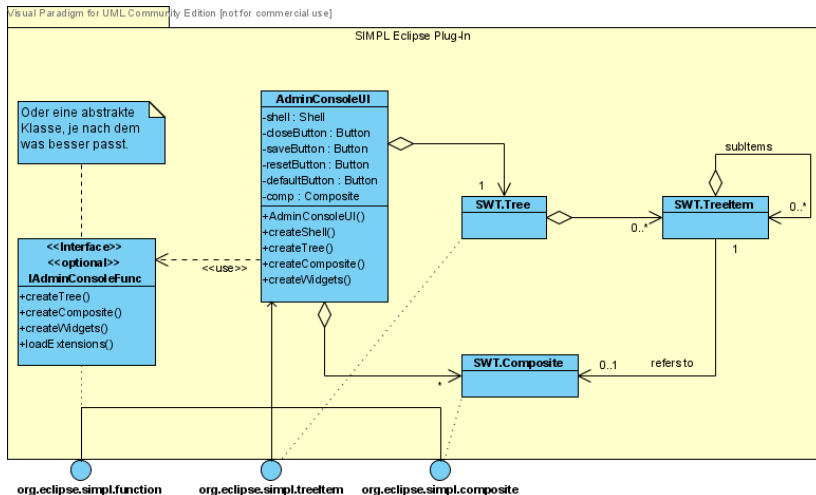 Visual Paradigm for UML Community Edition [not for commercial use]
SIMPL Eclipse Plug-In
Oder eine abstrakte
Klasse, je nach dem
was besser passt.
AdminConsoleUI
-shell : Shell
-closeButton : Button
-saveButton : Button
-resetButton : Button
-defaultButton : Button
-comp : Composite
+AdminConsoleUI()
+createShell()
+createTree()
+createComposite()
+createWidgets()
<<Interface>>
<<optional>>
IAdminConsoleFunc
+createTree()
+createComposite()
+createWidgets()
+loadExtensions()
<<use>>
1
SWT.Tree
0..*
subItems
SWT.TreeItem
0..*
1
SWT.Composite
*
0..1
refers to
org.eclipse.simpl.function
org.eclipse.simpl.treeItem
org.eclipse.simpl.composite